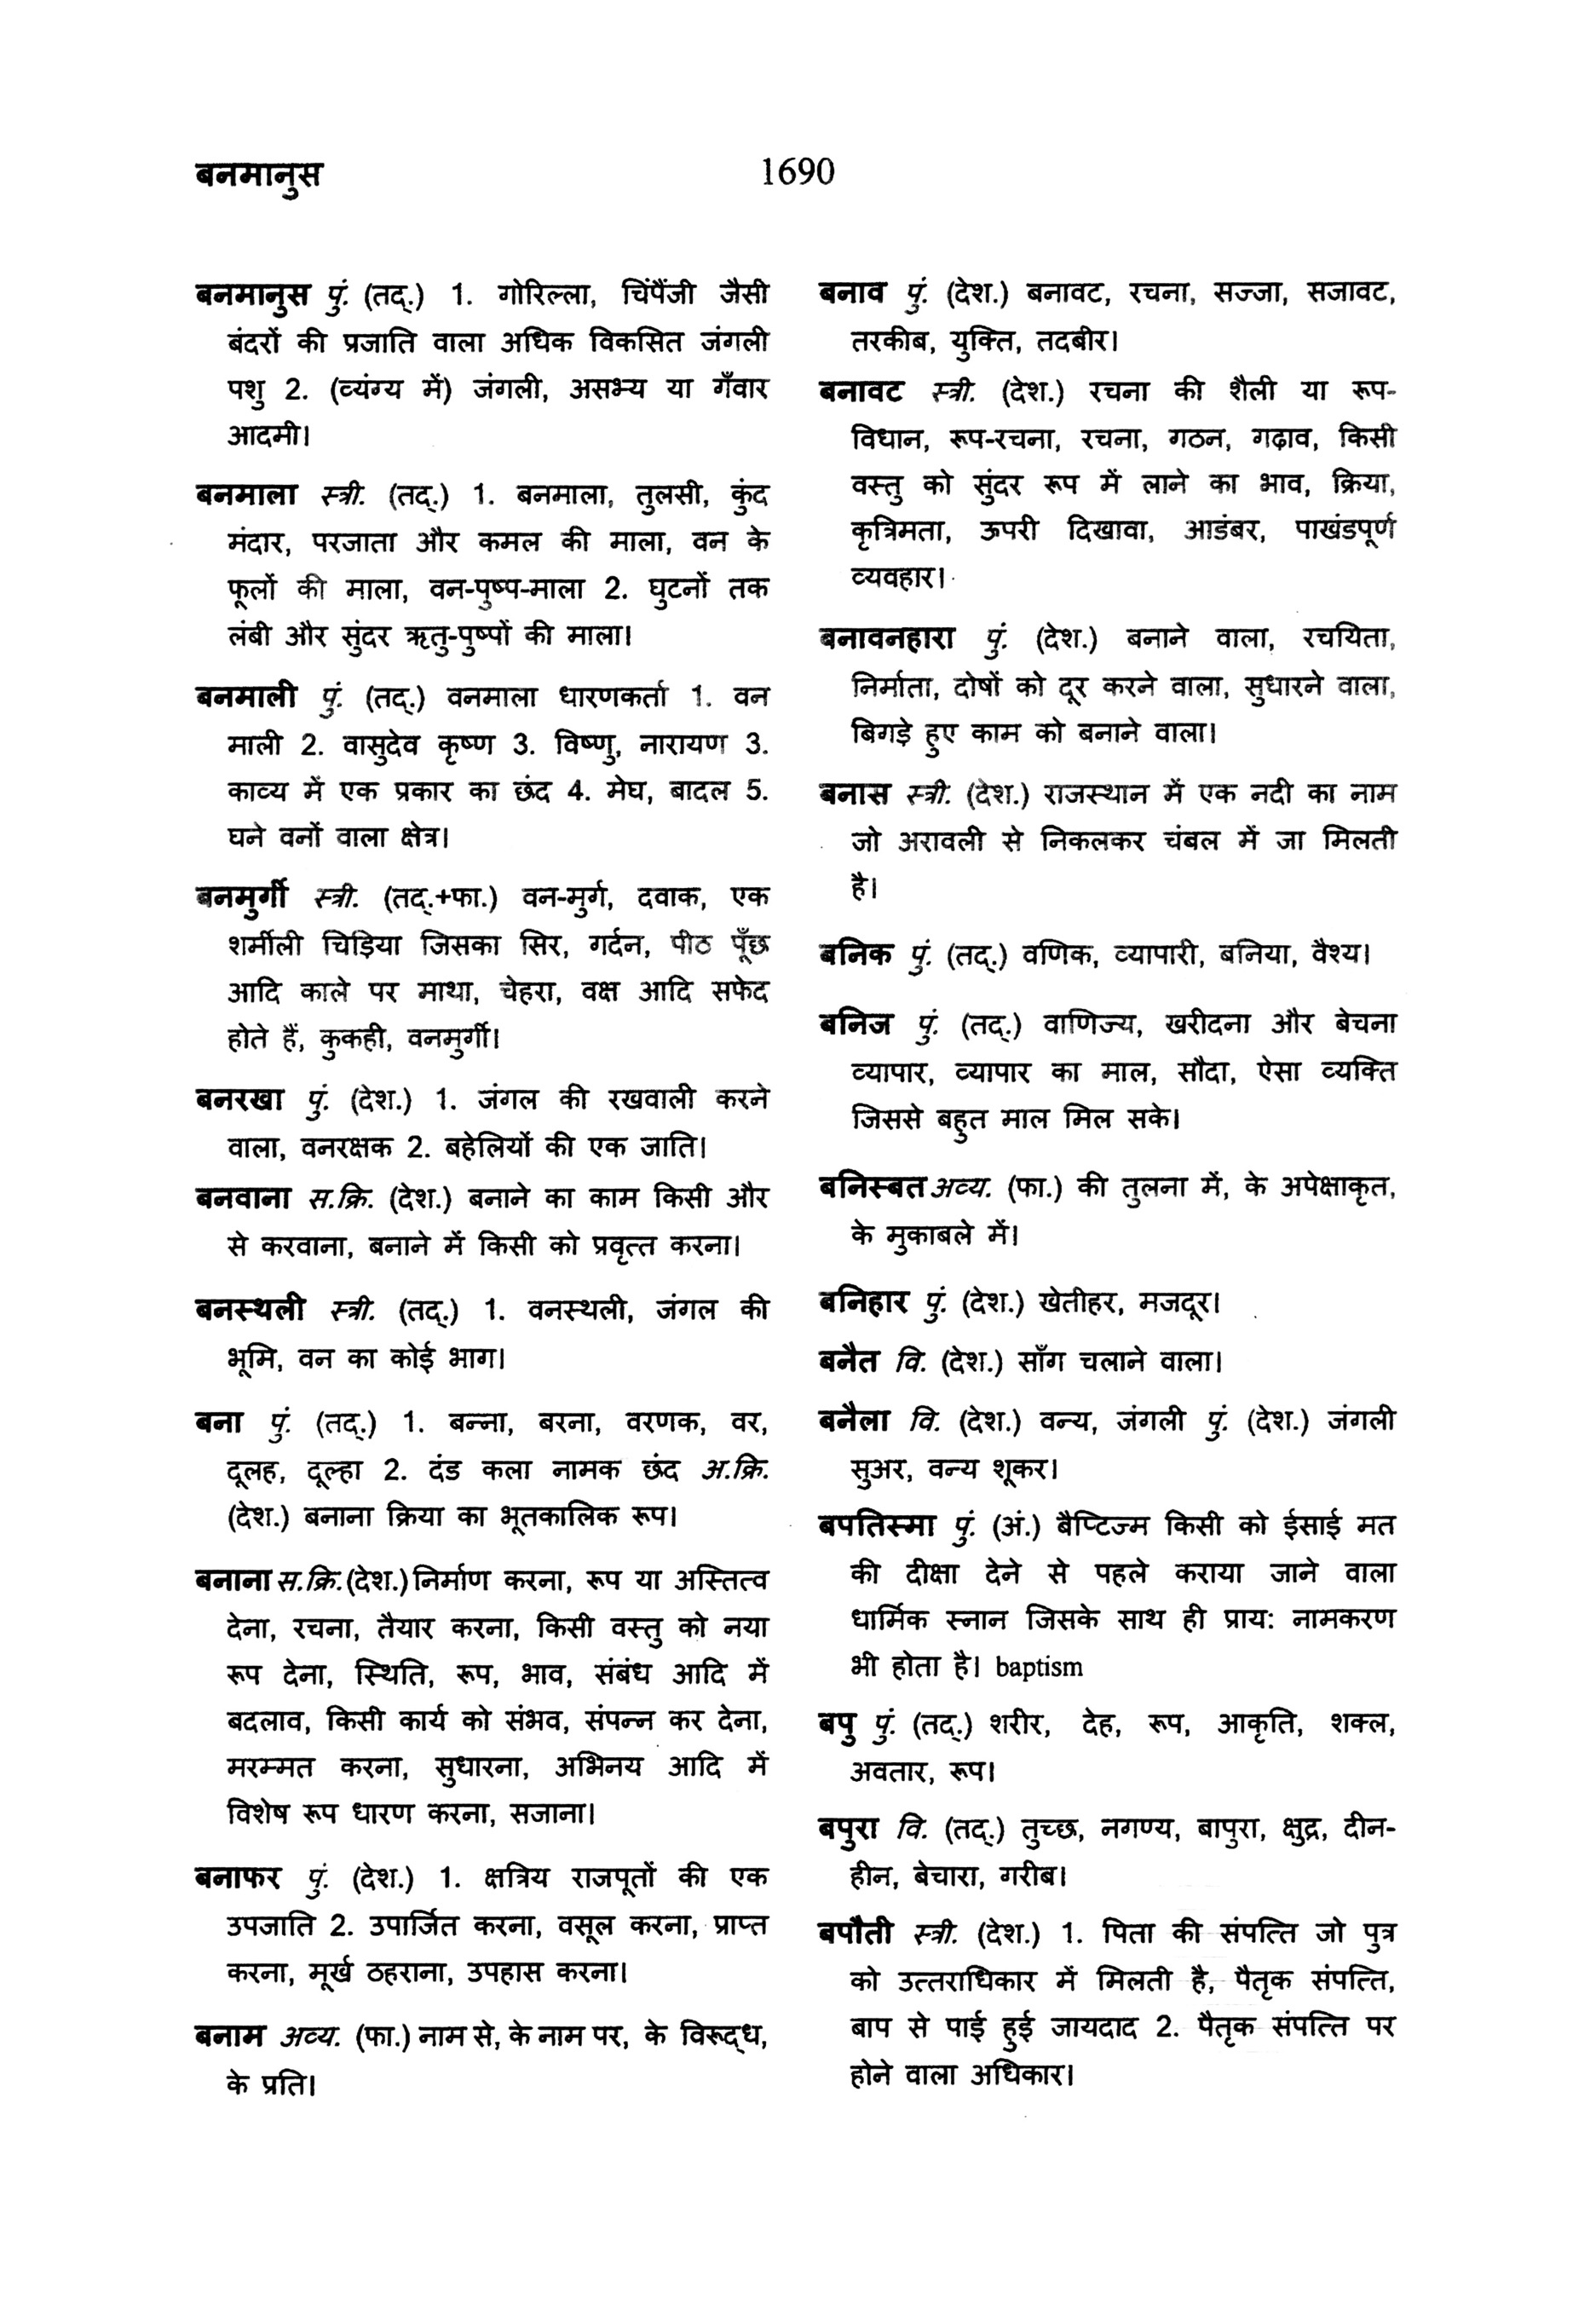 बनमानुस
1690
बनमानुस पुं. (तद्.) 1. गोरिल्ला, चिंपैंजी जैसी
बंदरों की प्रजाति वाला अधिक विकसित जंगली
पशु 2. (व्यंग्य में) जंगली, असभ्य या गँवार
आदमी।
बनमाला स्त्री. (तद्.) 1. बनमाला, तुलसी, कुंद
मंदार, परजाता और कमल की माला, वन के
फूलों की माला, वन-पुष्प-माला 2. घुटनों तक
लंबी और सुंदर ऋतु-पुष्पों की माला।
बनमाली पुं. (तद्.) वनमाला धारणकर्ता 1. वन
माली 2. वासुदेव कृष्ण 3. विष्णु, नारायण 3.
काव्य में एक प्रकार का छंद 4. मेघ, बादल 5.
घने वनों वाला क्षेत्र।
बनमुर्गी स्त्री. (तद्.+फा.) वन-मुर्ग, दवाक, एक
शर्मीली चिड़िया जिसका सिर, गर्दन, पीठ पूँछ
आदि काले पर माथा, चेहरा, वक्ष आदि सफेद
होते हैं, कुकही, वनमुर्गी।
बनरखा पुं. (देश.) 1. जंगल की रखवाली करने
वाला, वनरक्षक 2. बहेलियों की एक जाति।
बनवाना स.क्रि. (देश.) बनाने का काम किसी और
से करवाना, बनाने में किसी को प्रवृत्त करना।
बनस्थली स्त्री. (तद्.) 1. वनस्थली, जंगल की
भूमि, वन का कोई भाग।
बना पुं. (तद्.) 1. बन्ना, बरना, वरणक, वर,
दूलह, दूल्हा 2. दंड कला नामक छंद अ.क्रि.
(देश.) बनाना क्रिया का भूतकालिक रूप।
बनाना स.क्रि. (देश.) निर्माण करना, रूप या अस्तित्व
देना, रचना, तैयार करना, किसी वस्तु को नया
रूप देना, स्थिति, रूप, भाव, संबंध आदि में
बदलाव, किसी कार्य को संभव, संपन्न कर देना,
मरम्मत करना, सुधारना, अभिनय आदि में
विशेष रूप धारण करना, सजाना।
बनाफर पुं. (देश.) 1. क्षत्रिय राजपूतों की एक
उपजाति 2. उपार्जित करना, वसूल करना, प्राप्त
करना, मूर्ख ठहराना, उपहास करना।
बनाम अव्य. (फा.) नाम से, के नाम पर, के विरूद्ध,
के प्रति।
बनाव पुं. (देश.) बनावट, रचना, सज्जा, सजावट,
तरकीब, युक्ति, तदबीर।
बनावट स्त्री. (देश.) रचना की शैली या रूप-
विधान, रूप-रचना, रचना, गठन, गढ़ाव, किसी
वस्तु को सुंदर रूप में लाने का भाव, क्रिया,
कृत्रिमता, ऊपरी दिखावा, आडंबर, पाखंडपूर्ण
व्यवहार।
बनावनहारा पुं. (देश.) बनाने वाला, रचयिता,
निर्माता, दोषों को दूर करने वाला, सुधारने वाला,
बिगड़े हुए काम को बनाने वाला।
बनास स्त्री. (देश.) राजस्थान में एक नदी का नाम
जो अरावली से निकलकर चंबल में जा मिलती
है।
बनिक पुं. (तद्.) वणिक, व्यापारी, बनिया, वैश्य।
बनिज पुं. (तद्.) वाणिज्य, खरीदना और बेचना
व्यापार, व्यापार का माल, सौदा, ऐसा व्यक्ति
जिससे बहुत माल मिल सके।
बनिस्बत अव्य. (फा.) की तुलना में, के अपेक्षाकृत,
के मुकाबले में।
बनिहार पुं. (देश.) खेतीहर, मजदूर।
बनैत वि. (देश.) साँग चलाने वाला।
बनैला वि. (देश.) वन्य, जंगली पुं. (देश.) जंगली
सुअर, वन्य शूकर।
बपतिस्मा पुं. (अं.) बैप्टिज्म किसी को ईसाई मत
की दीक्षा देने से पहले कराया जाने वाला
धार्मिक स्नान जिसके साथ ही प्राय: नामकरण
भी होता है। baptism
बपु पुं. (तद्.) शरीर, देह, रूप, आकृति, शक्ल,
अवतार, रूप।
बपुरा वि. (तद्.) तुच्छ, नगण्य, बापुरा, क्षुद्र, दीन-
हीन, बेचारा, गरीब।
बपौती स्त्री. (देश.) 1. पिता की संपत्ति जो पुत्र
को उत्तराधिकार में मिलती है, पैतृक संपत्ति,
बाप से पाई हुई जायदाद 2. पैतृक संपत्ति पर
होने वाला अधिकार।